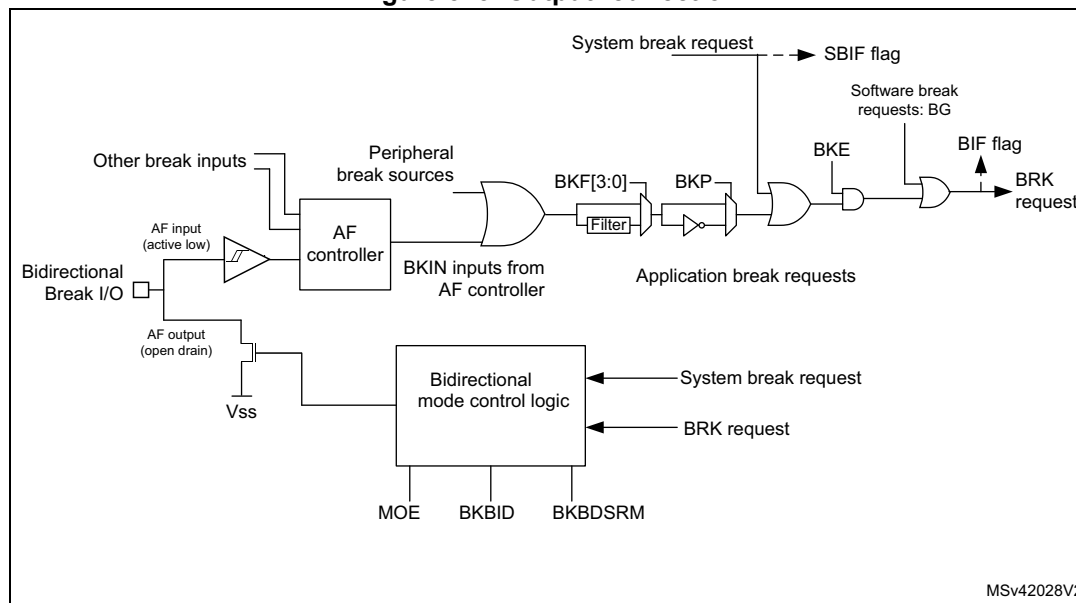 System break request
SBIF flag
Software break
requests: BG
BIF flag
BRK
request
BKE
Other break inputs
Peripheral
break sources
BKF[3:0]
BKP
Filter
AF input
(active low)
AF
controller
Bidirectional
Break I/O
BKIN inputs from
AF controller
Application break requests
AF output
(open drain)
Vss
Bidirectional
mode control logic
System break request
BRK request
MOE
BKBID
BKBDSRM
MSv42028V2